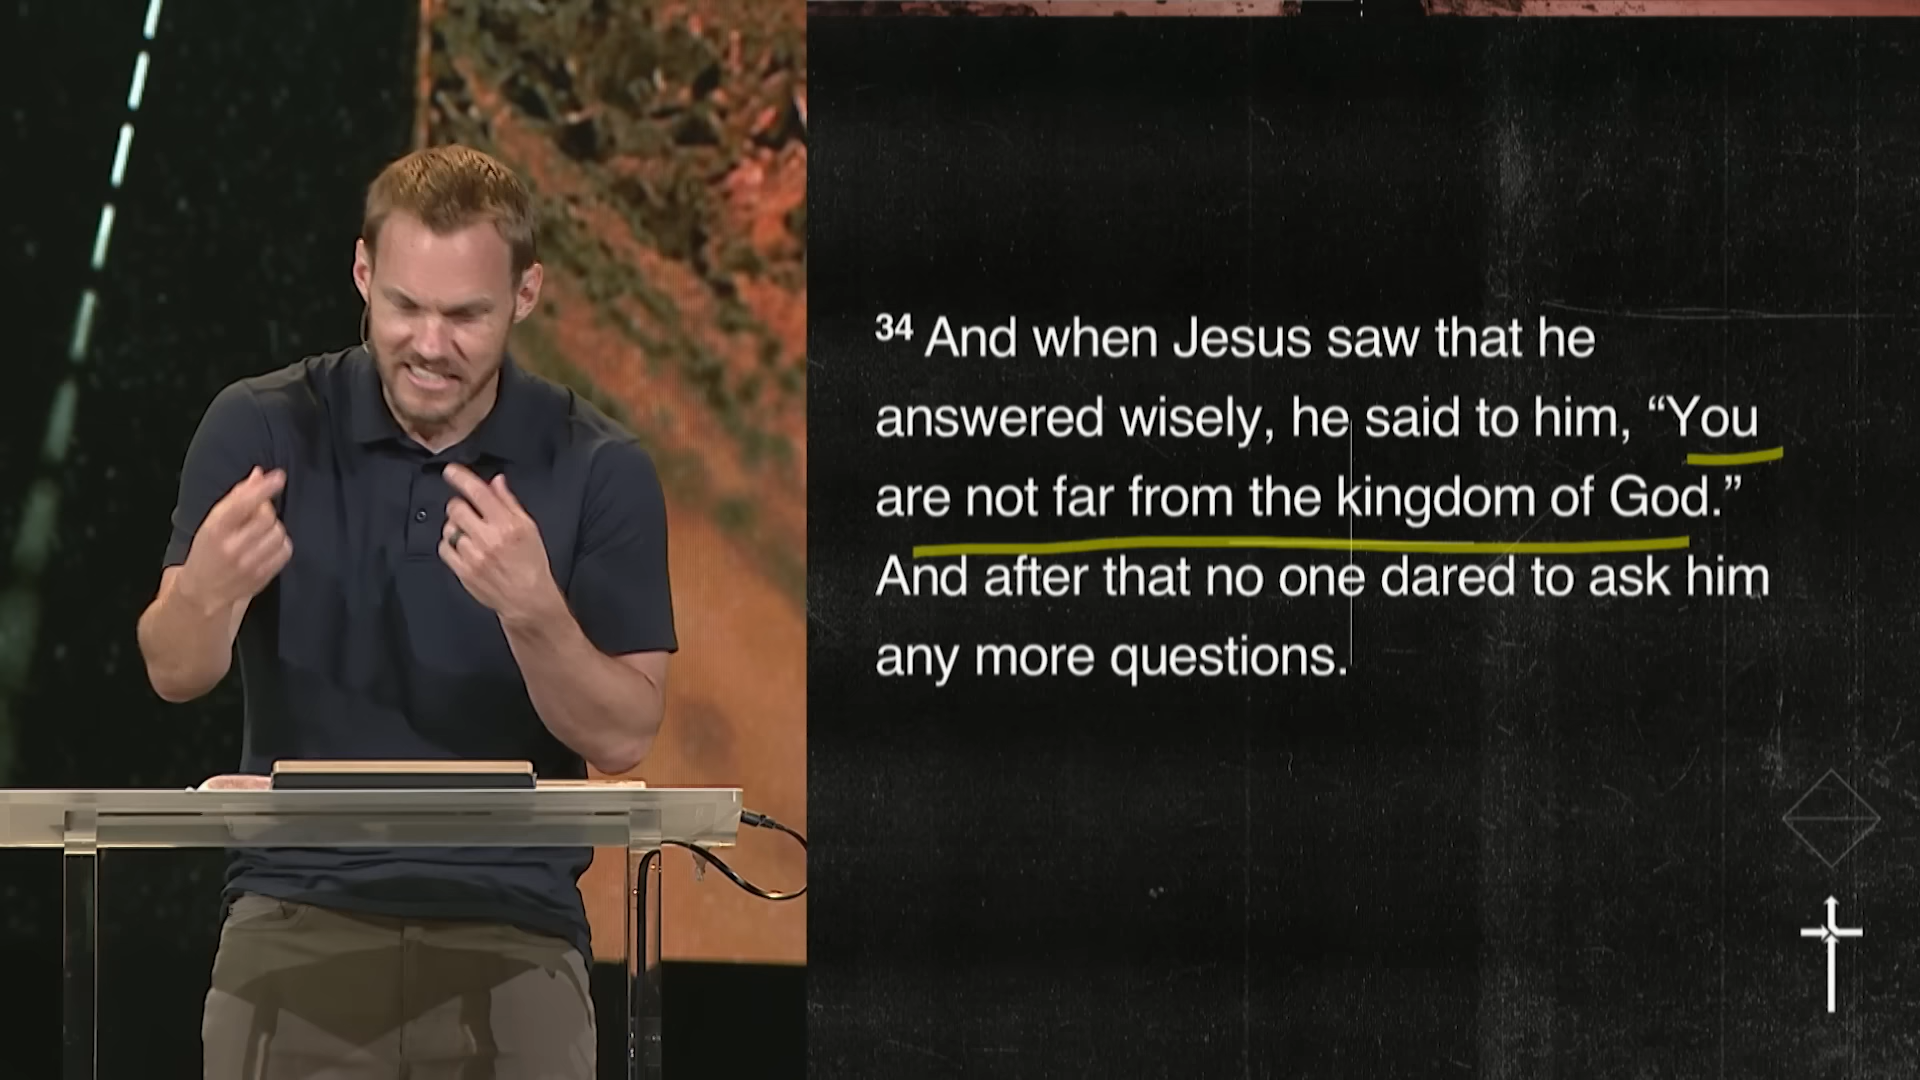 34 And when Jesus saw that he
answered wisely, he said to him, “You
are not far from the kingdom of God.”
And after that no one dared to ask him
any more questions.